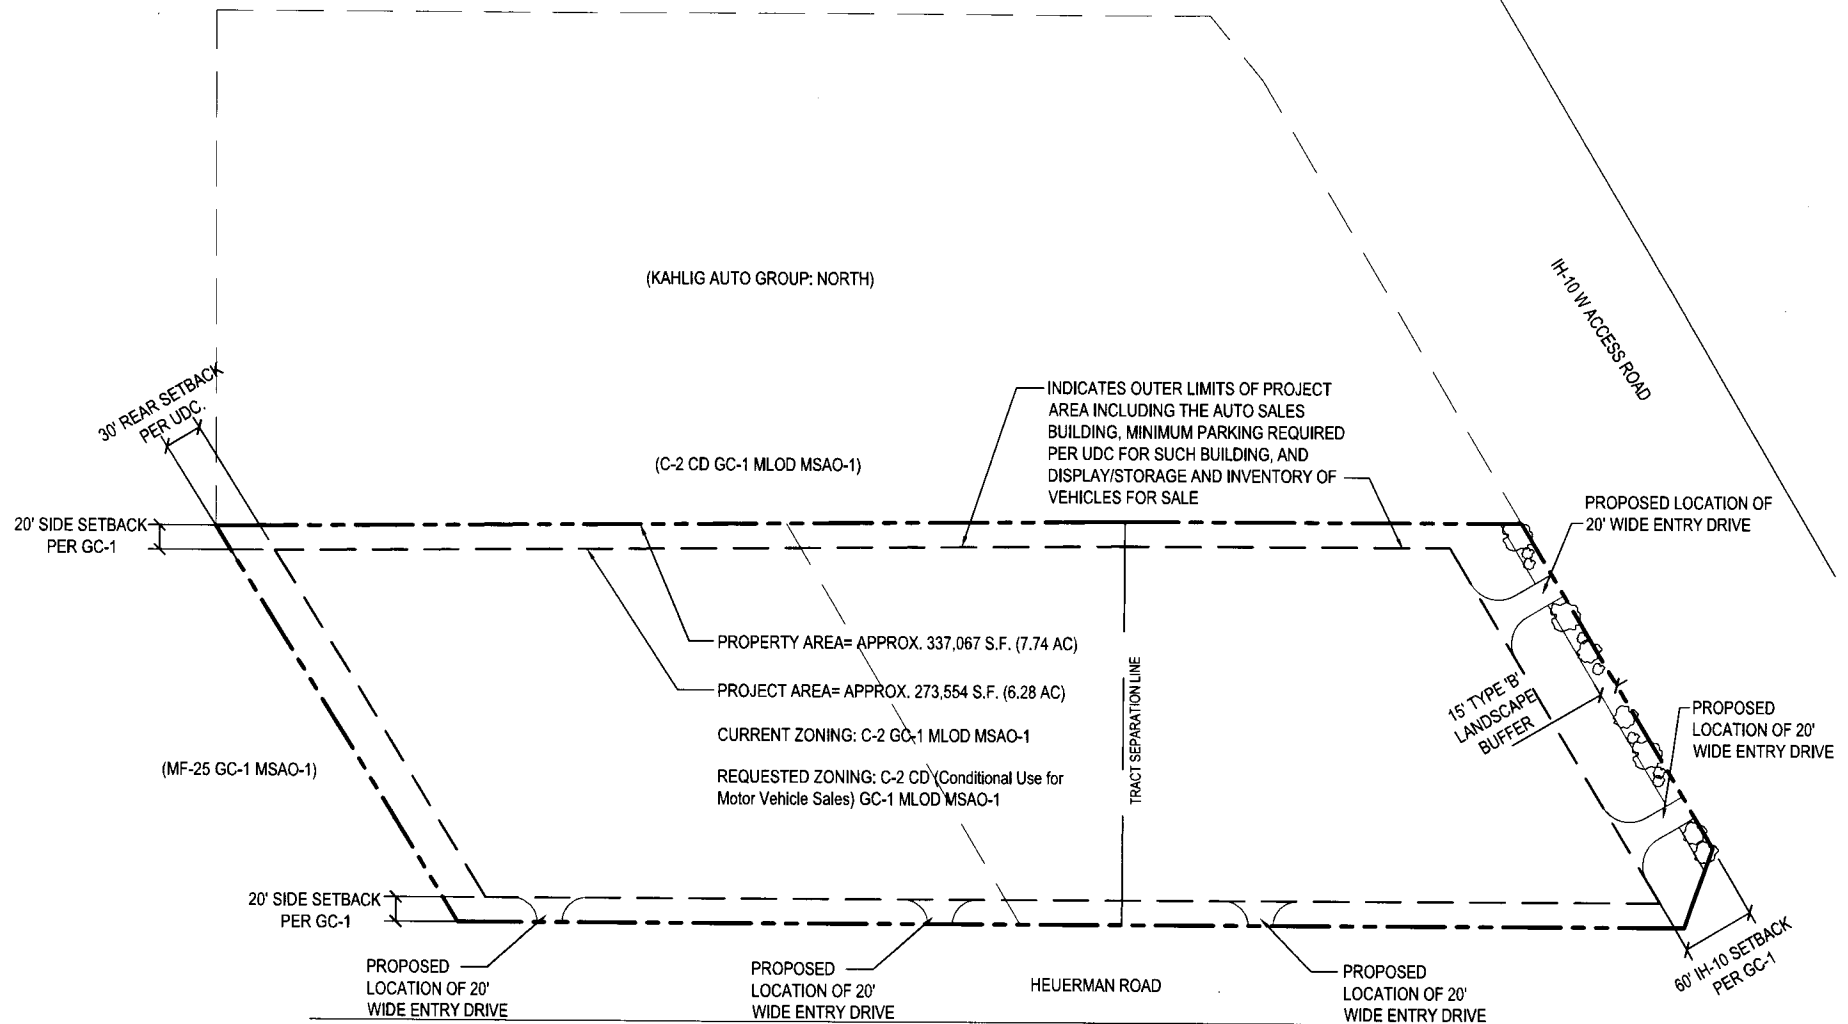 (KAHLIG AUTO GROUP: NORTH)
IH-10 W ACCESS ROAD
30' REAR SETBACK
PER UDC.
INDICATES OUTER LIMITS OF PROJECT
AREA INCLUDING THE AUTO SALES
BUILDING, MINIMUM PARKING REQUIRED
PER UDC FOR SUCH BUILDING, AND
DISPLAY/STORAGE AND INVENTORY OF
VEHICLES FOR SALE
(C-2 CD GC-1 MLOD MSAO-1)
PROPOSED LOCATION OF
20' WIDE ENTRY DRIVE
20' SIDE SETBACK
PER GC-1
PROPERTY AREA= APPROX. 337,067 S.F. (7.74 AC)
PROJECT AREA= APPROX. 273,554 S.F. (6.28 AC)
CURRENT ZONING: C-2 GC-1 MLOD MSAO-1
REQUESTED ZONING: C-2 CD (Conditional Use for
Motor Vehicle Sales) GC-1 MLOD MSAO-1
TRACT SEPARATION LINE
15' TYPE 'B'
LANDSCAPE
BUFFER
PROPOSED
LOCATION OF 20'
WIDE ENTRY DRIVE
(MF-25 GC-1 MSAO-1)
20' SIDE SETBACK
PER GC-1
PROPOSED
LOCATION OF 20'
WIDE ENTRY DRIVE
PROPOSED
LOCATION OF 20'
WIDE ENTRY DRIVE
HEUERMAN ROAD
PROPOSED
LOCATION OF 20'
WIDE ENTRY DRIVE
60' IH-10 SETBACK
PER GC-1